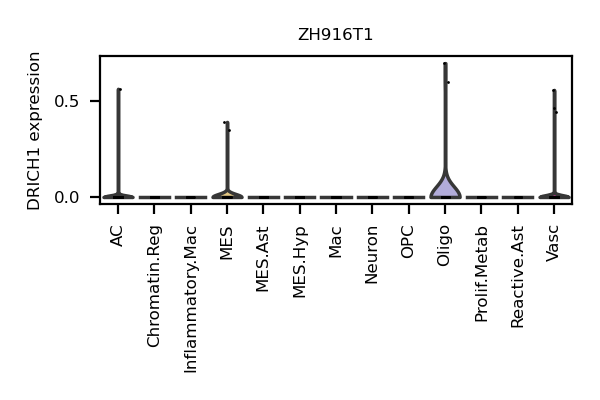 ZH916T1
DRICH1 expression
0.5
0.0
AC
Chromatin.Reg
Inflammatory.Mac
MES
MES.Ast
MES.Hyp
Mac
Neuron
OPC
Oligo
Prolif.Metab
Reactive.Ast
Vasc